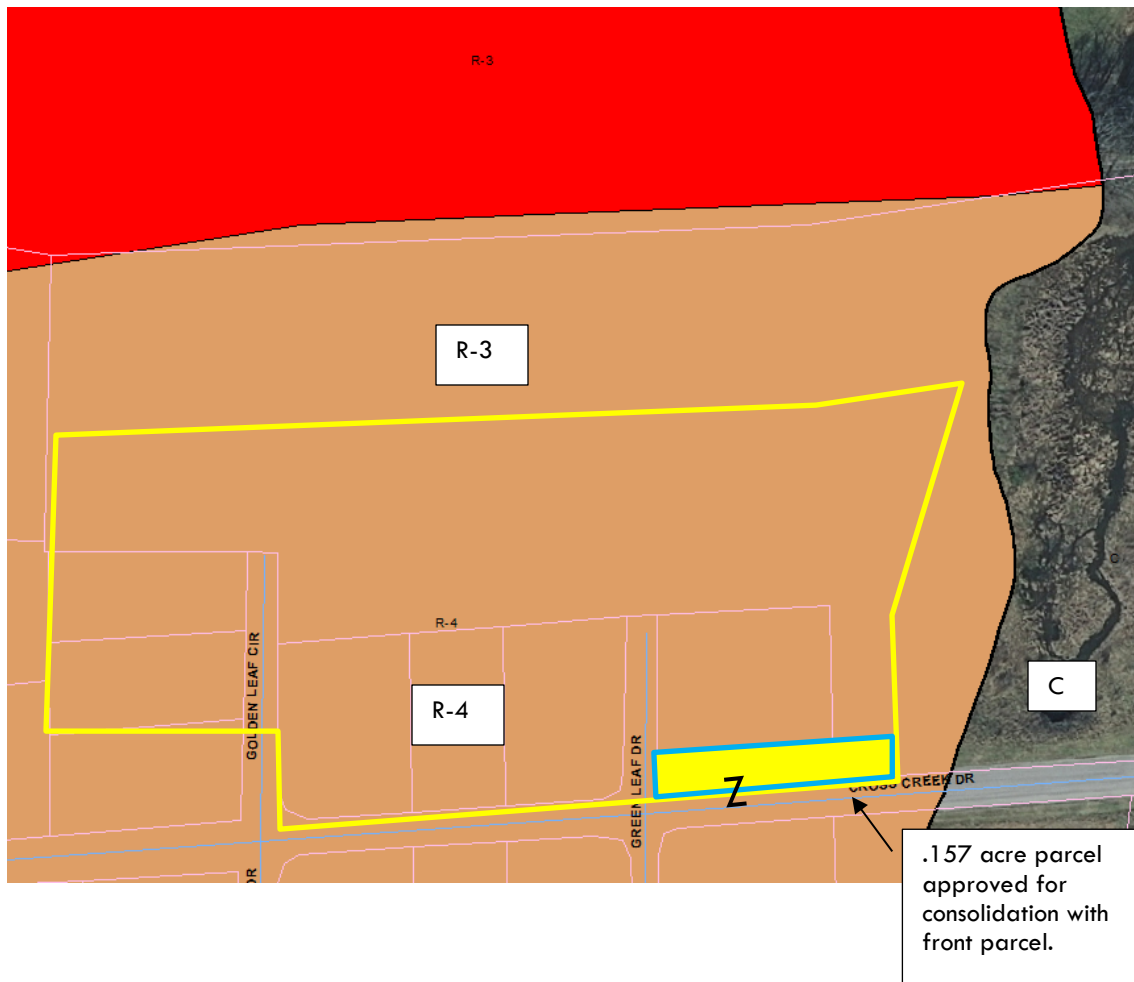 R-3
R-3
C
R-4
R-4
C
GOLDEN LEAF CIR
GREEN LEAF DR
Z
CROSS CREEK DR
DR
.157 acre parcel
approved for
consolidation with
front parcel.